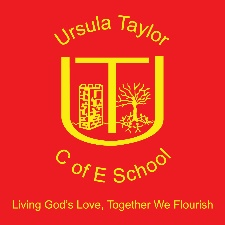 Ursula Taylor
UT
C of E School
Living God's Love, Together We Flourish